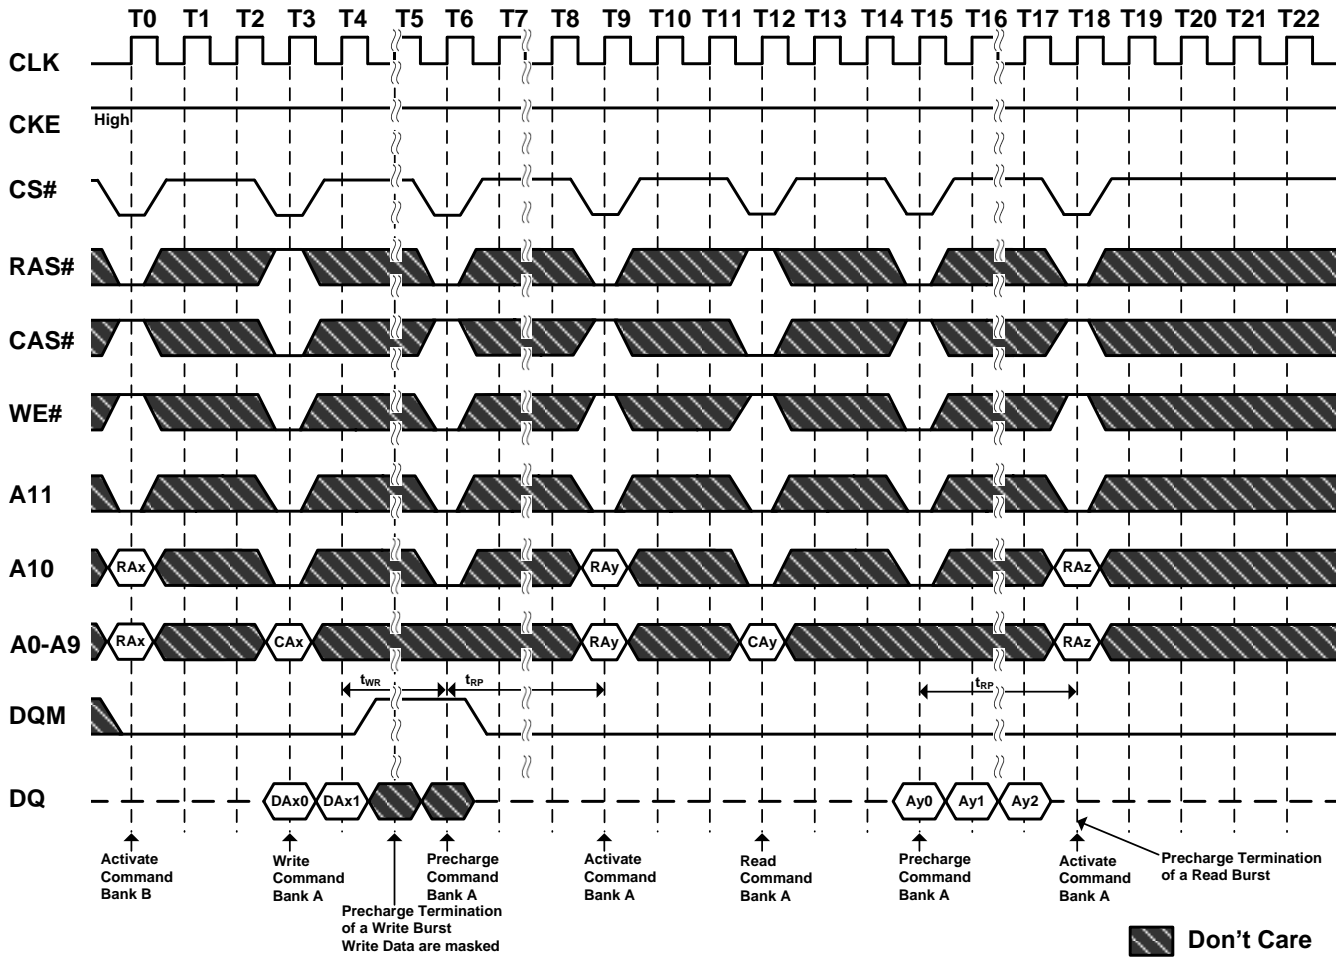 T0 T1 T2 T3 T4 T5 T6 T7 T8 T9 T10 T11 T12 T13 T14 T15 T16 T17 T18 T19 T20 T21 T22
CLK
CKE High
CS#
RAS#
CAS#
WE#
A11
A10 RAx RAy RAz
A0-A9 RAx CAx RAy CAy RAz
tWR tRP tRP
DQM
DQ DAx0 DAx1 Ay0 Ay1 Ay2
Activate
Command
Bank B
Write
Command
Bank A
Precharge Termination
of a Write Burst
Write Data are masked
Precharge
Command
Bank A
Activate
Command
Bank A
Read
Command
Bank A
Precharge
Command
Bank A
Activate
Command
Bank A
Precharge Termination
of a Read Burst
Don't Care